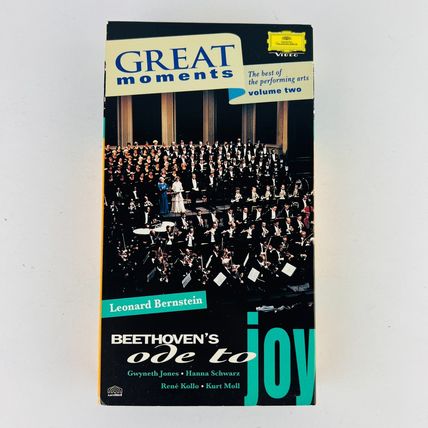 GREAT
moments
The best of
the performing arts
volume two
VIDEO
Leonard Bernstein
BEETHOVEN'S
ode to
joy
Gwyneth Jones • Hanna Schwarz
René Kollo • Kurt Moll